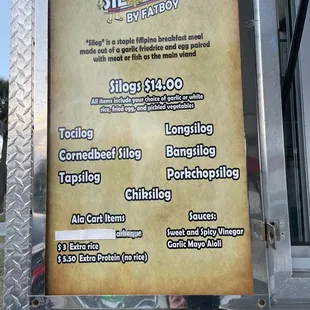 BY FATBOY
"Silog" is a staple filipino breakfast meal
made out of a garlic friedrice and egg paired
with meat or fish as the main viand
Silogs $14.00
All items include your choice of garlic or white
rice, fried egg, and pickled vegetables
Tocilog
Longsilog
Cornedbeef Silog
Bangsilog
Tapsilog
Porkchopsilog
Chiksilog
Ala Cart Items
$ 3 Extra rice
$ 5.50 Extra Protein (no rice)
Sauces:
Sweet and Spicy Vinegar
Garlic Mayo Aioli